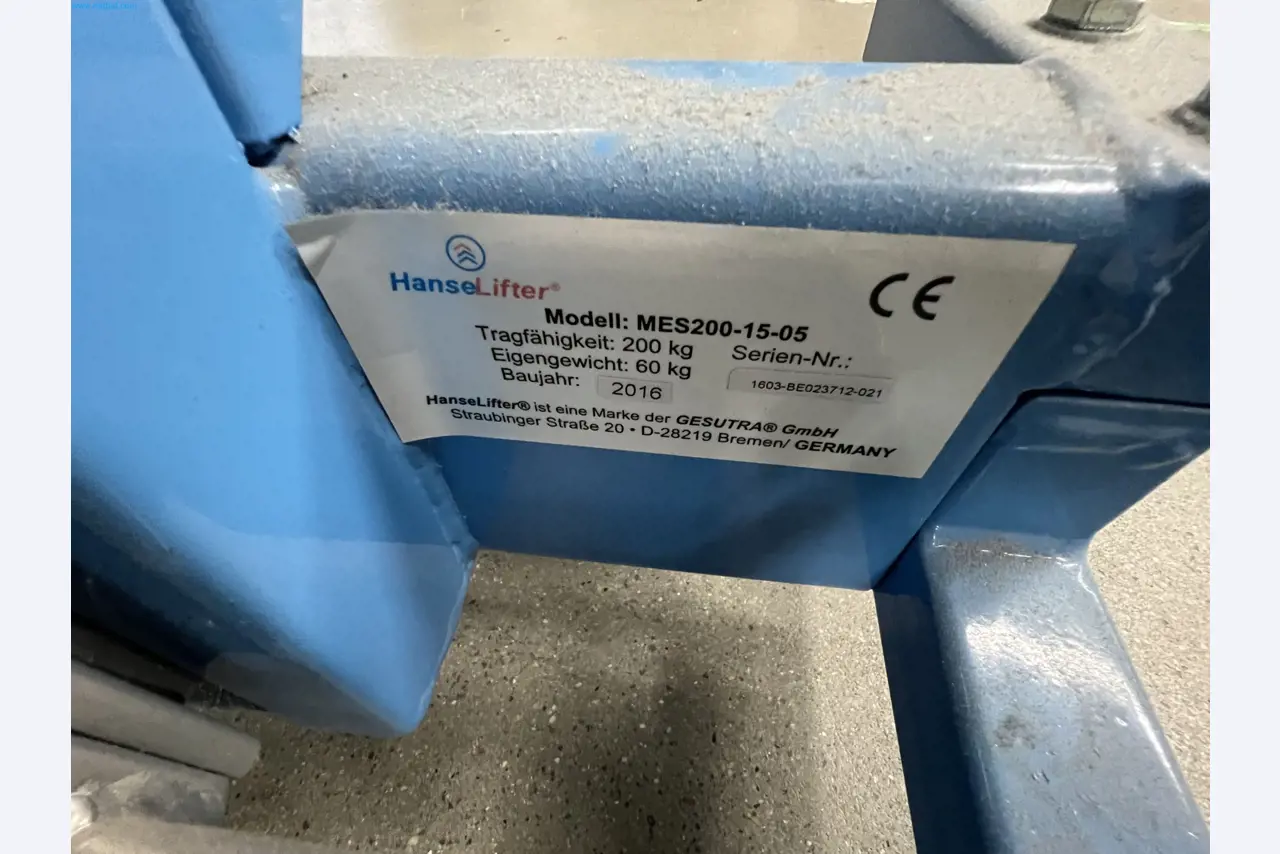 HanseLifter®
CE
Modell: MES200-15-05
Tragfähigkeit: 200 kg
Serien-Nr.:
Eigengewicht: 60 kg
1603-BE023712-021
Baujahr: 2016
HanseLifter® ist eine Marke der GESUTRA® GmbH
Straubinger Straße 20 • D-28219 Bremen/ GERMANY